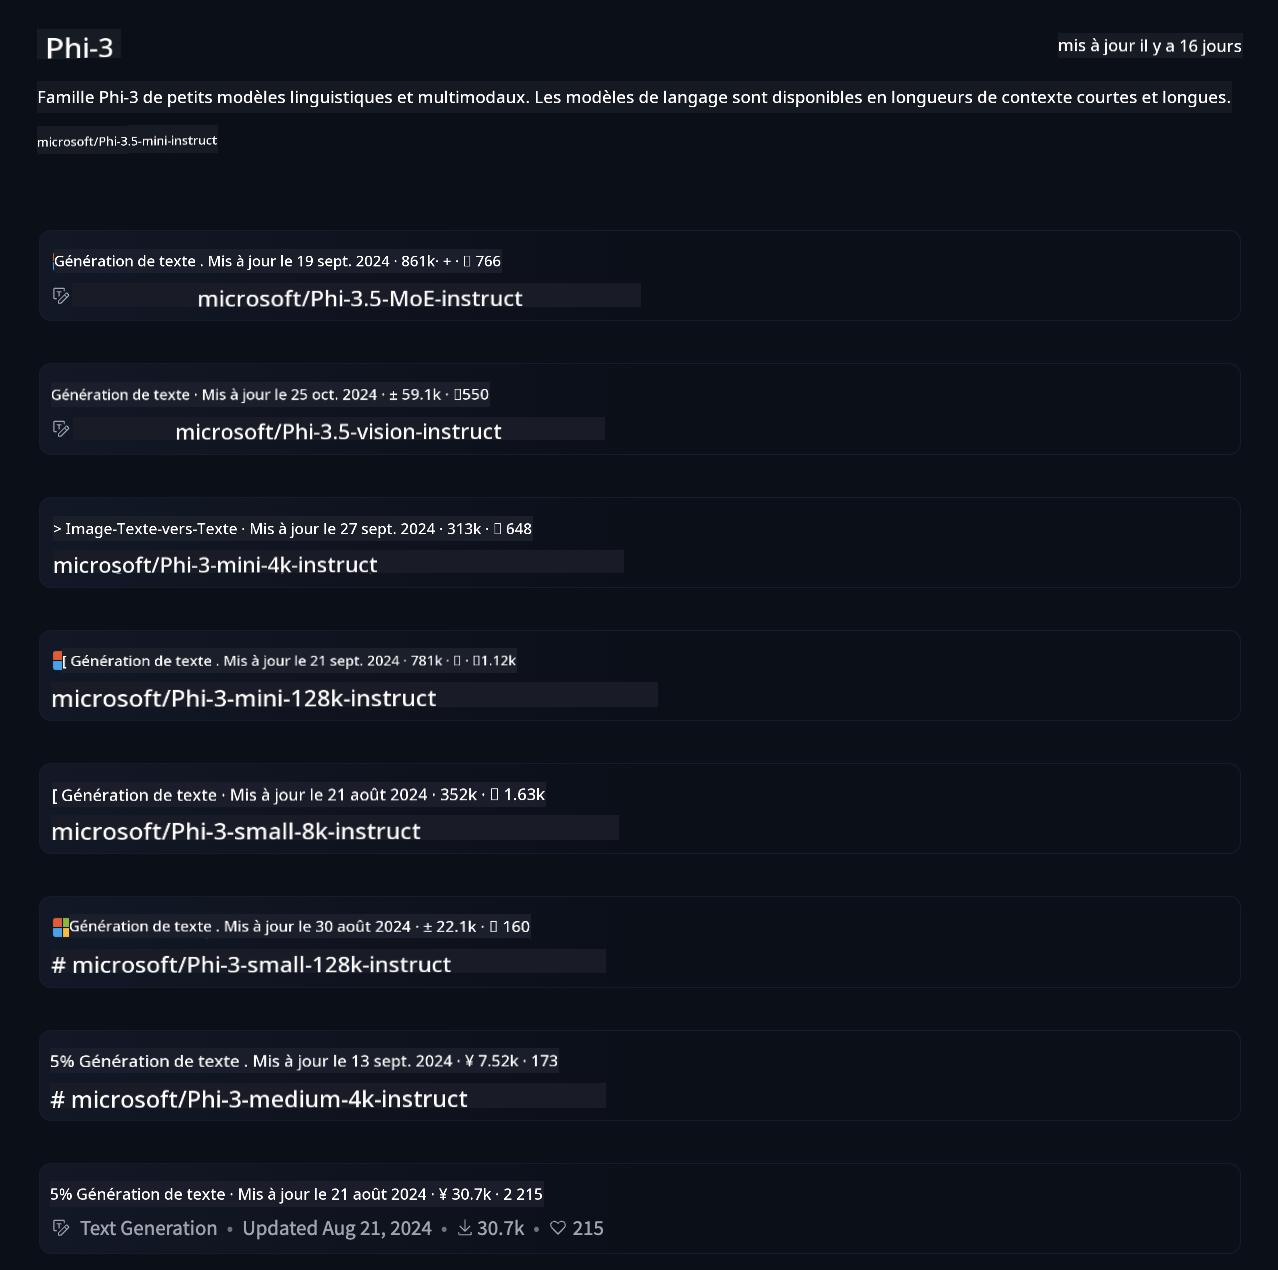 Phi-3
mis à jour il y a 16 jours
Famille Phi-3 de petits modèles linguistiques et multimodaux. Les modèles de langage sont disponibles en longueurs de contexte courtes et longues.
microsoft/Phi-3.5-mini-instruct
Génération de texte . Mis à jour le 19 sept. 2024 · 861k· + · 766
microsoft/Phi-3.5-MoE-instruct
Génération de texte · Mis à jour le 25 oct. 2024 · ± 59.1k · 550
microsoft/Phi-3.5-vision-instruct
> Image-Texte-vers-Texte · Mis à jour le 27 sept. 2024 · 313k · 648
microsoft/Phi-3-mini-4k-instruct
[ Génération de texte . Mis à jour le 21 sept. 2024 · 781k · · 1.12k
microsoft/Phi-3-mini-128k-instruct
[ Génération de texte · Mis à jour le 21 août 2024 · 352k · 1.63k
microsoft/Phi-3-small-8k-instruct
Génération de texte . Mis à jour le 30 août 2024 · ± 22.1k · 160
# microsoft/Phi-3-small-128k-instruct
5% Génération de texte . Mis à jour le 13 sept. 2024 · ¥ 7.52k · 173
# microsoft/Phi-3-medium-4k-instruct
5% Génération de texte · Mis à jour le 21 août 2024 · ¥ 30.7k · 2 215
Text Generation • Updated Aug 21, 2024 • 30.7k • 215